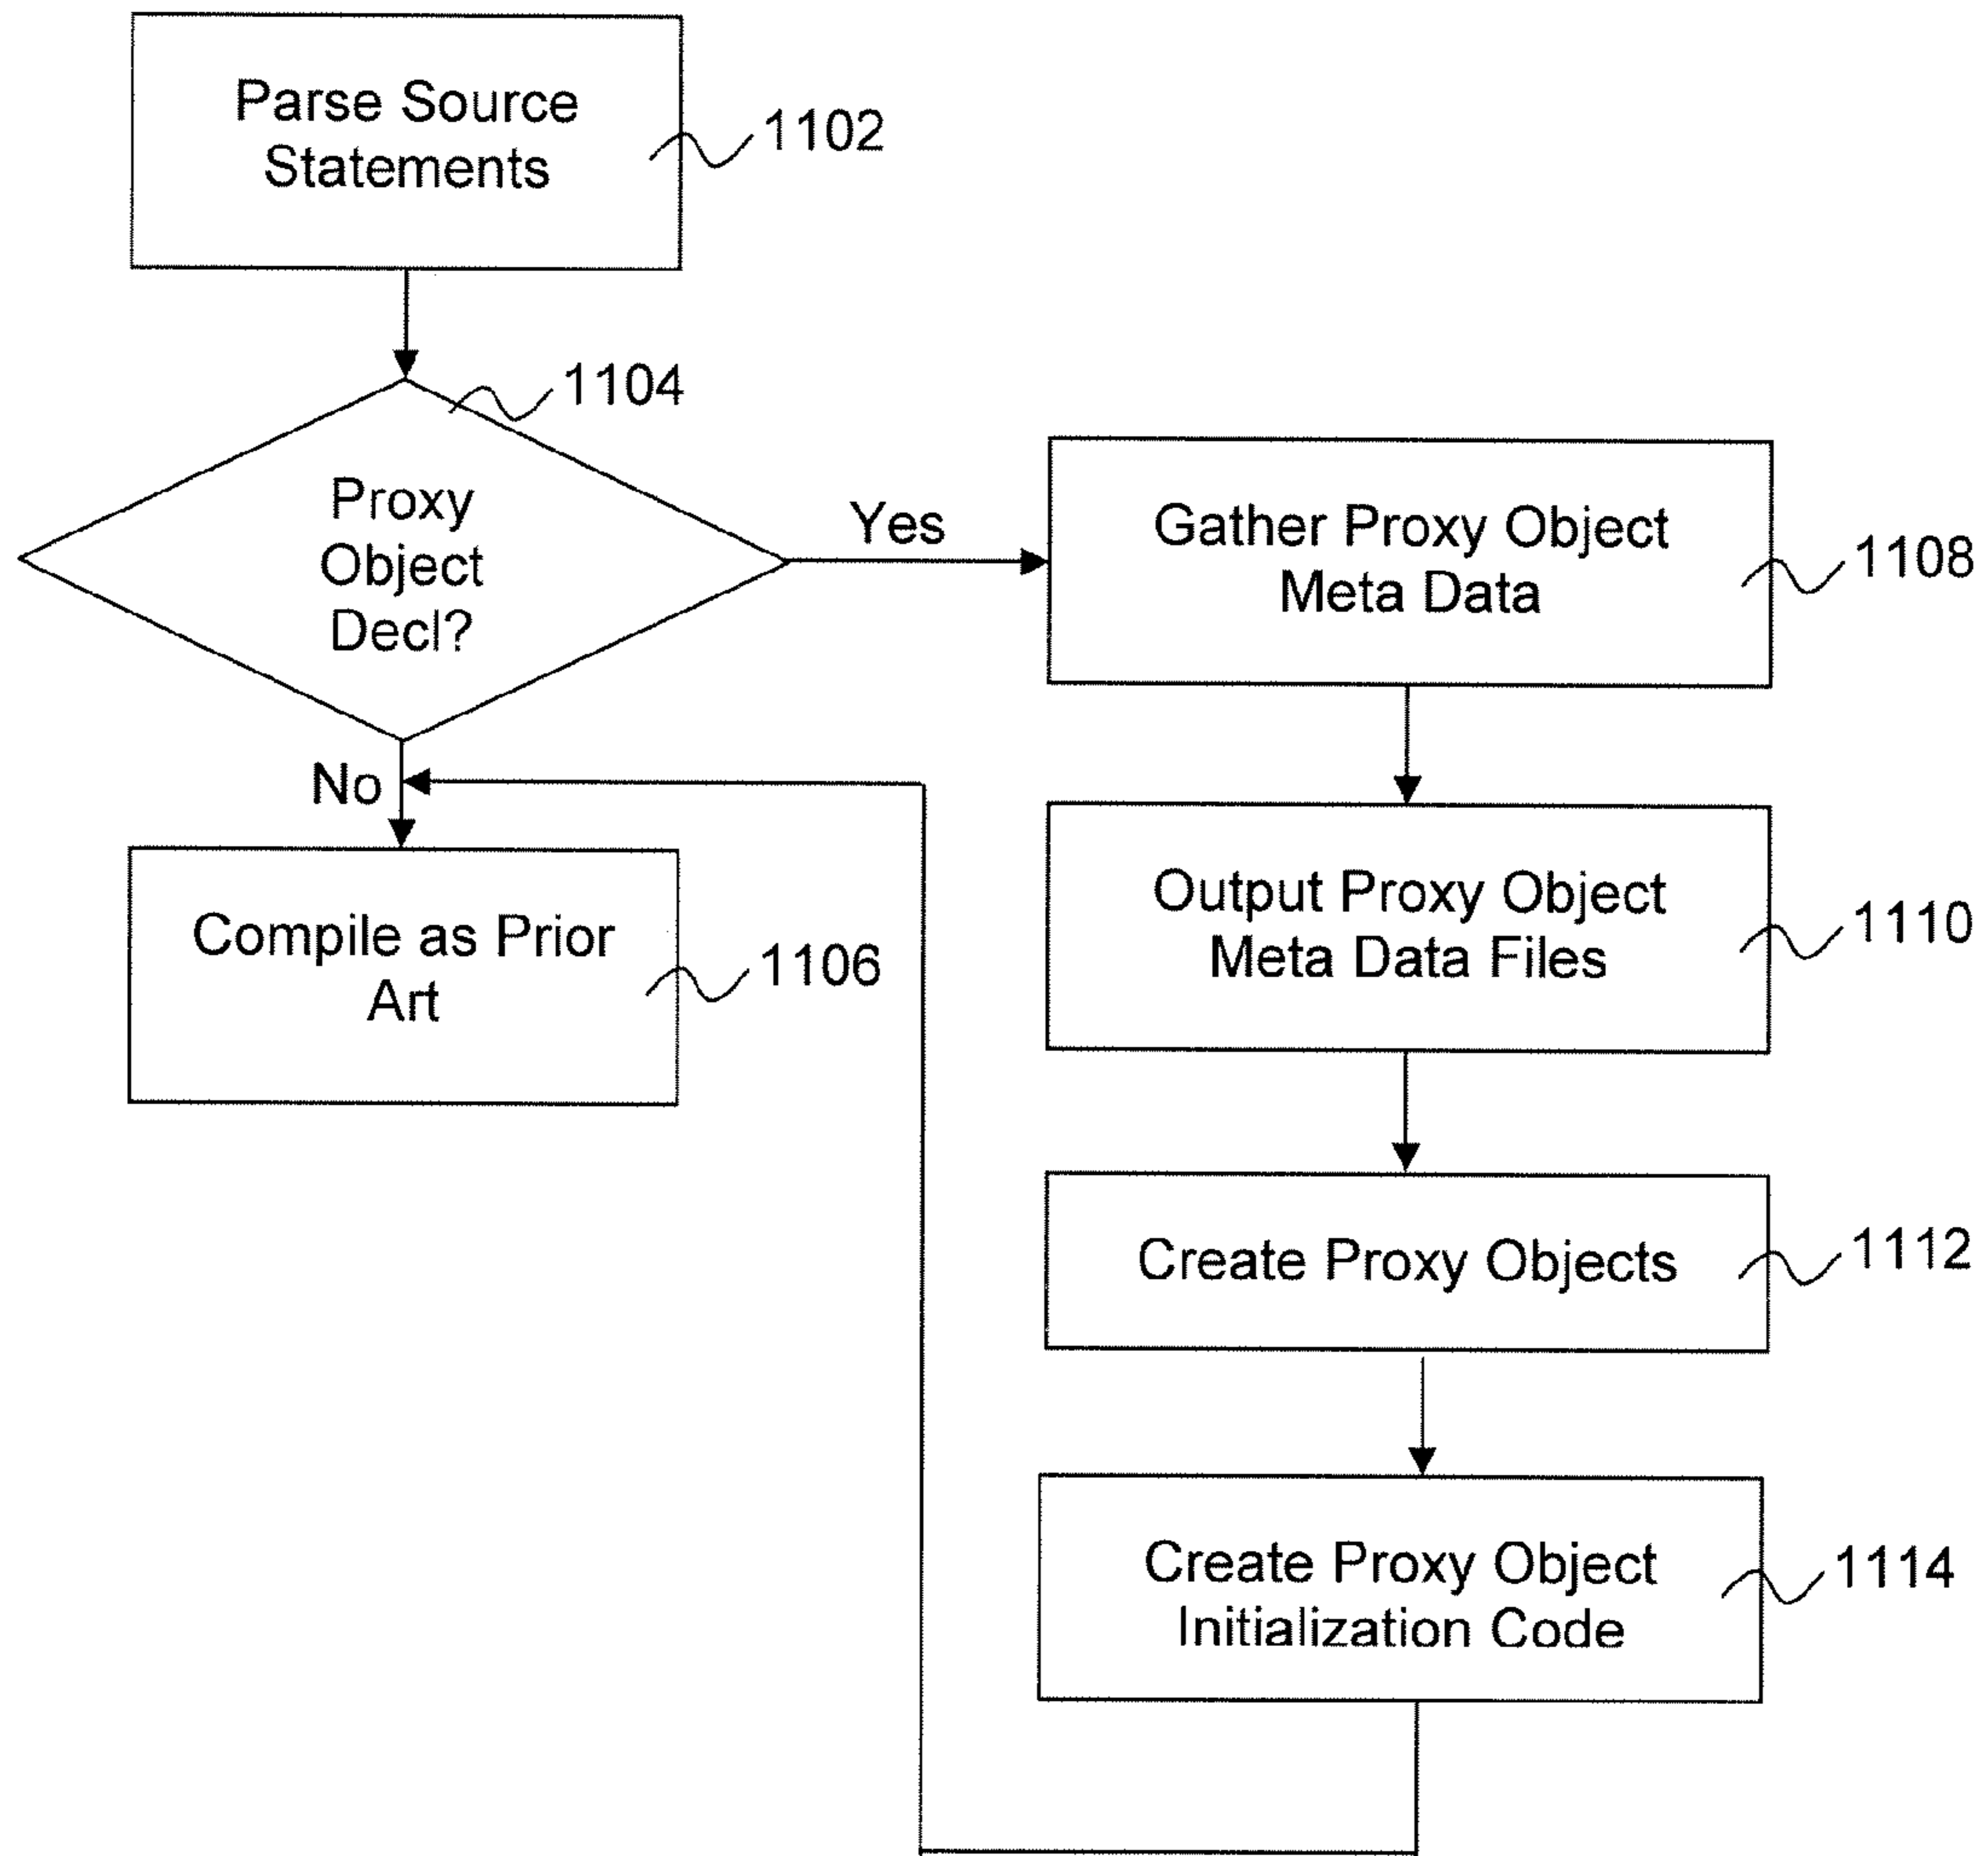 Parse Source
Statements
1102
1104
Proxy
Object
Decl?
Yes
No
Compile as Prior
Art
1106
Gather Proxy Object
Meta Data
1108
Output Proxy Object
Meta Data Files
1110
Create Proxy Objects
1112
Create Proxy Object
Initialization Code
1114